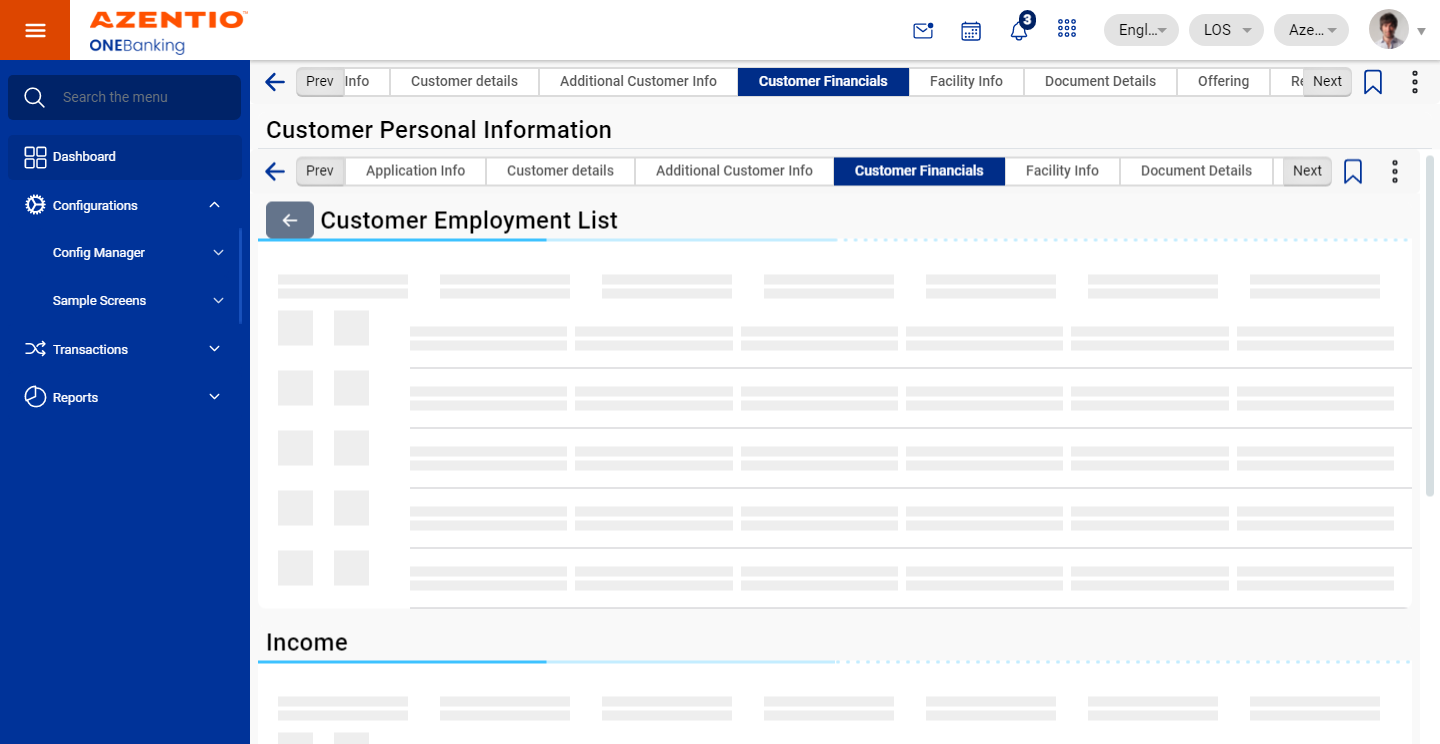 AZENTIO™
ONEBanking
3
Engl...
LOS
Aze...
Search the menu
Dashboard
Configurations
Config Manager
Sample Screens
Transactions
Reports
Prev Info Customer details Additional Customer Info Customer Financials Facility Info Document Details Offering Re Next
Customer Personal Information
Prev Application Info Customer details Additional Customer Info Customer Financials Facility Info Document Details Next
Customer Employment List
Income